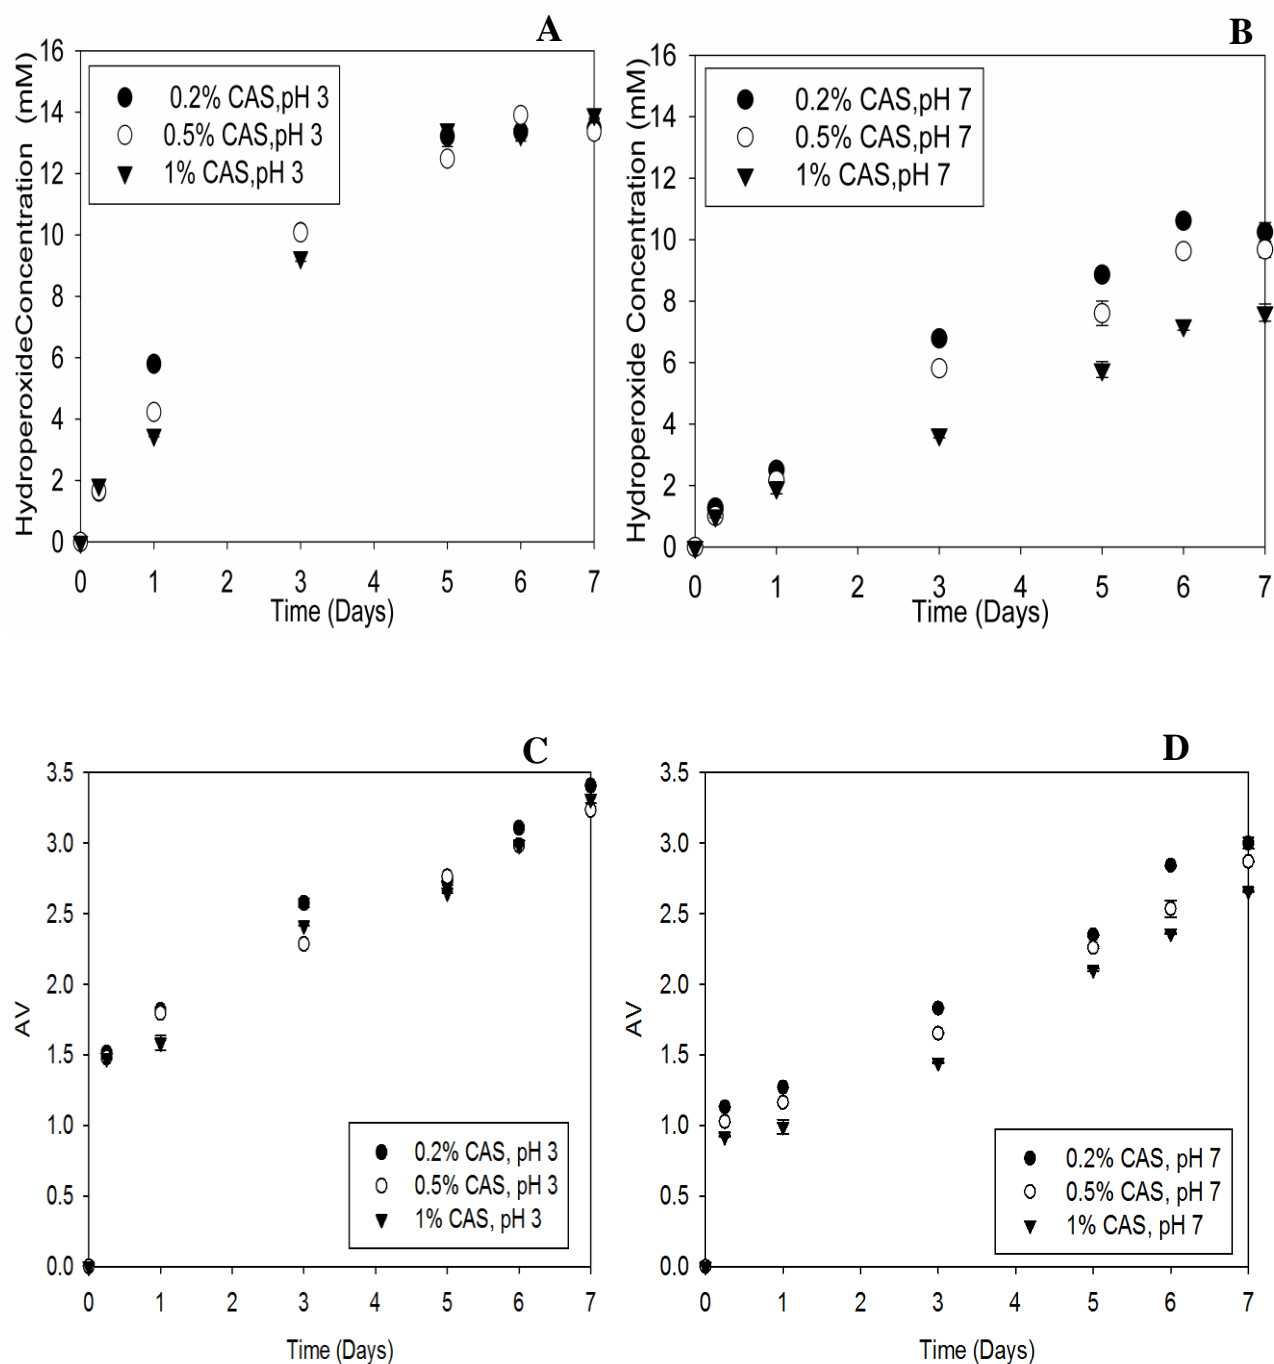 A
Hydroperoxide Concentration (mM)
16
14
12
10
8
6
4
2
0
0.2% CAS,pH 3
0.5% CAS,pH 3
1% CAS,pH 3
0 1 2 3 4 5 6 7
Time (Days)
B
Hydroperoxide Concentration (mM)
16
14
12
10
8
6
4
2
0
0.2% CAS,pH 7
0.5% CAS,pH 7
1% CAS,pH 7
0 1 2 3 4 5 6 7
Time (Days)
C
AV
3.5
3.0
2.5
2.0
1.5
1.0
0.5
0.0
0.2% CAS, pH 3
0.5% CAS, pH 3
1% CAS, pH 3
0 1 2 3 4 5 6 7
Time (Days)
D
AV
3.5
3.0
2.5
2.0
1.5
1.0
0.5
0.0
0.2% CAS, pH 7
0.5% CAS, pH 7
1% CAS, pH 7
0 1 2 3 4 5 6 7
Time (Days)